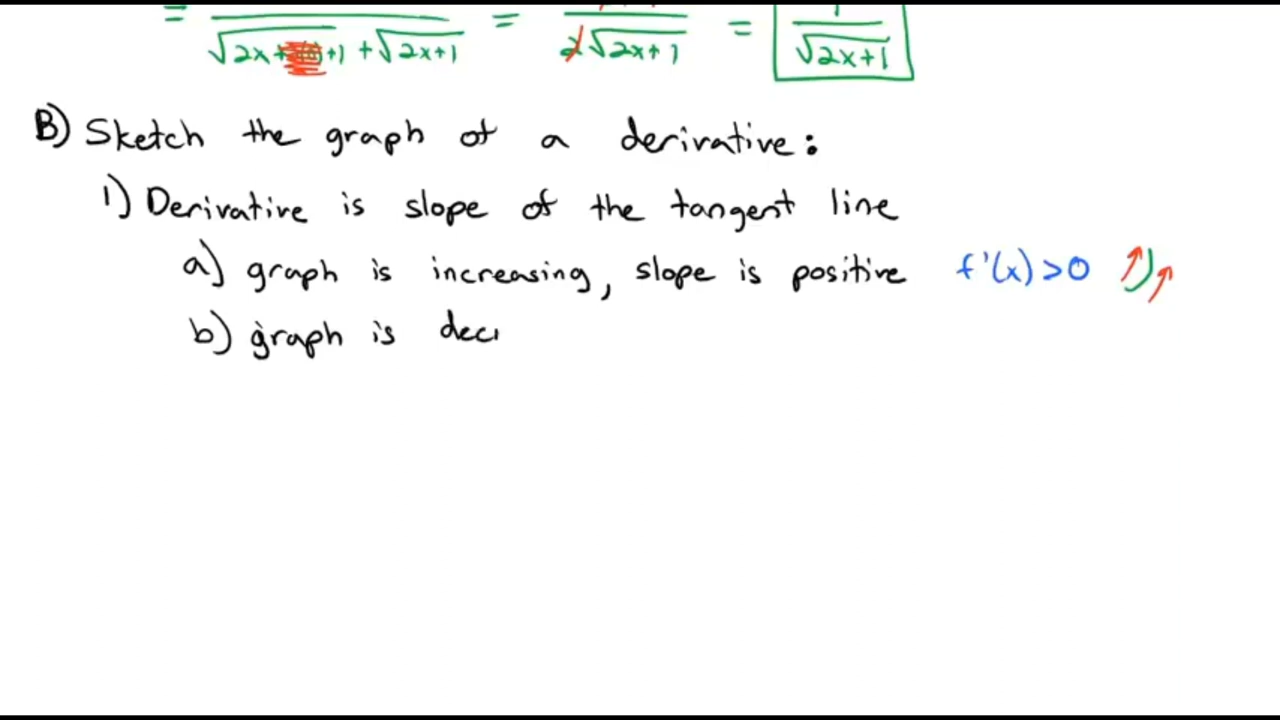 = √2x+ +1 + √2x+1 = 2√2x+1 = 1 √2x+1
B) Sketch the graph of a derivative:
1) Derivative is slope of the tangent line
a) graph is increasing, slope is positive f'(x) > 0
b) graph is dec